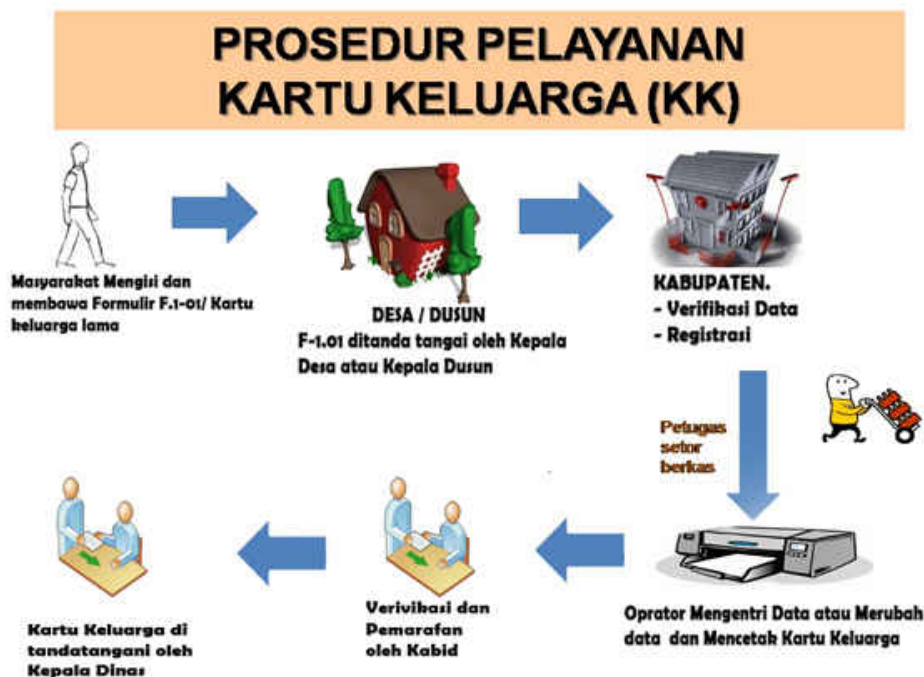 PROSEDUR PELAYANAN
KARTU KELUARGA (KK)
Masyarakat Mengisi dan
membawa Formulir F.1-01/ Kartu
keluarga lama
DESA / DUSUN
F-1.01 ditanda tangai oleh Kepala
Desa atau Kepala Dusun
KABUPATEN.
- Verifikasi Data
- Registrasi
Petugas
setor
berkas
Oprator Mengentri Data atau Merubah
data dan Mencetak Kartu Keluarga
Verivikasi dan
Pemarafan
oleh Kabid
Kartu Keluarga di
tandatangani oleh
Kepala Dinas